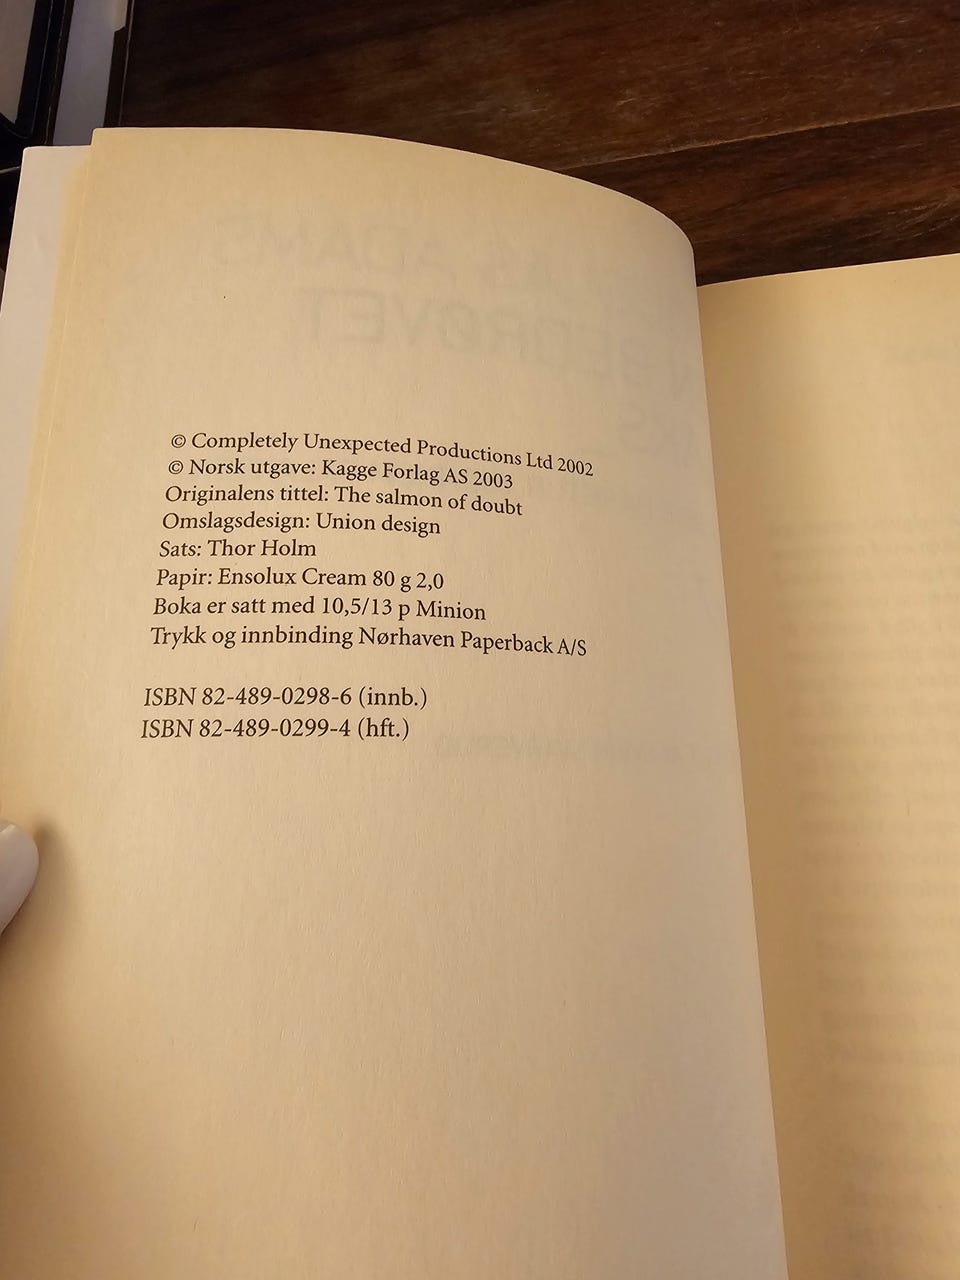 © Completely Unexpected Productions Ltd 2002
© Norsk utgave: Kagge Forlag AS 2003
Originalens tittel: The salmon of doubt
Omslagsdesign: Union design
Sats: Thor Holm
Papir: Ensolux Cream 80 g 2,0
Boka er satt med 10,5/13 p Minion
Trykk og innbinding Nørhaven Paperback A/S
ISBN 82-489-0298-6 (innb.)
ISBN 82-489-0299-4 (hft.)